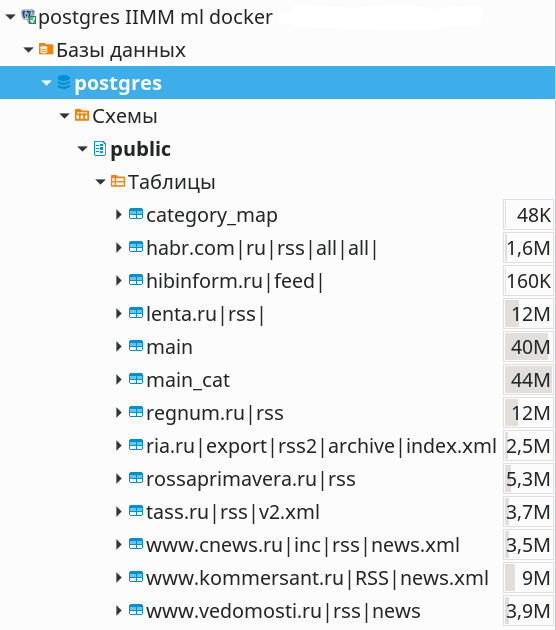 postgres IIMM ml docker
Базы данных
postgres
Схемы
public
Таблицы
category_map 48K
habr.com|ru|rss|all|all| 1,6M
hibinform.ru|feed| 160K
lenta.ru|rss| 12M
main 40M
main_cat 44M
regnum.ru|rss 12M
ria.ru|export|rss2|archive|index.xml 2,5M
rossaprimavera.ru|rss 5,3M
tass.ru|rss|v2.xml 3,7M
www.cnews.ru|inc|rss|news.xml 3,5M
www.kommersant.ru|RSS|news.xml 9M
www.vedomosti.ru|rss|news 3,9M